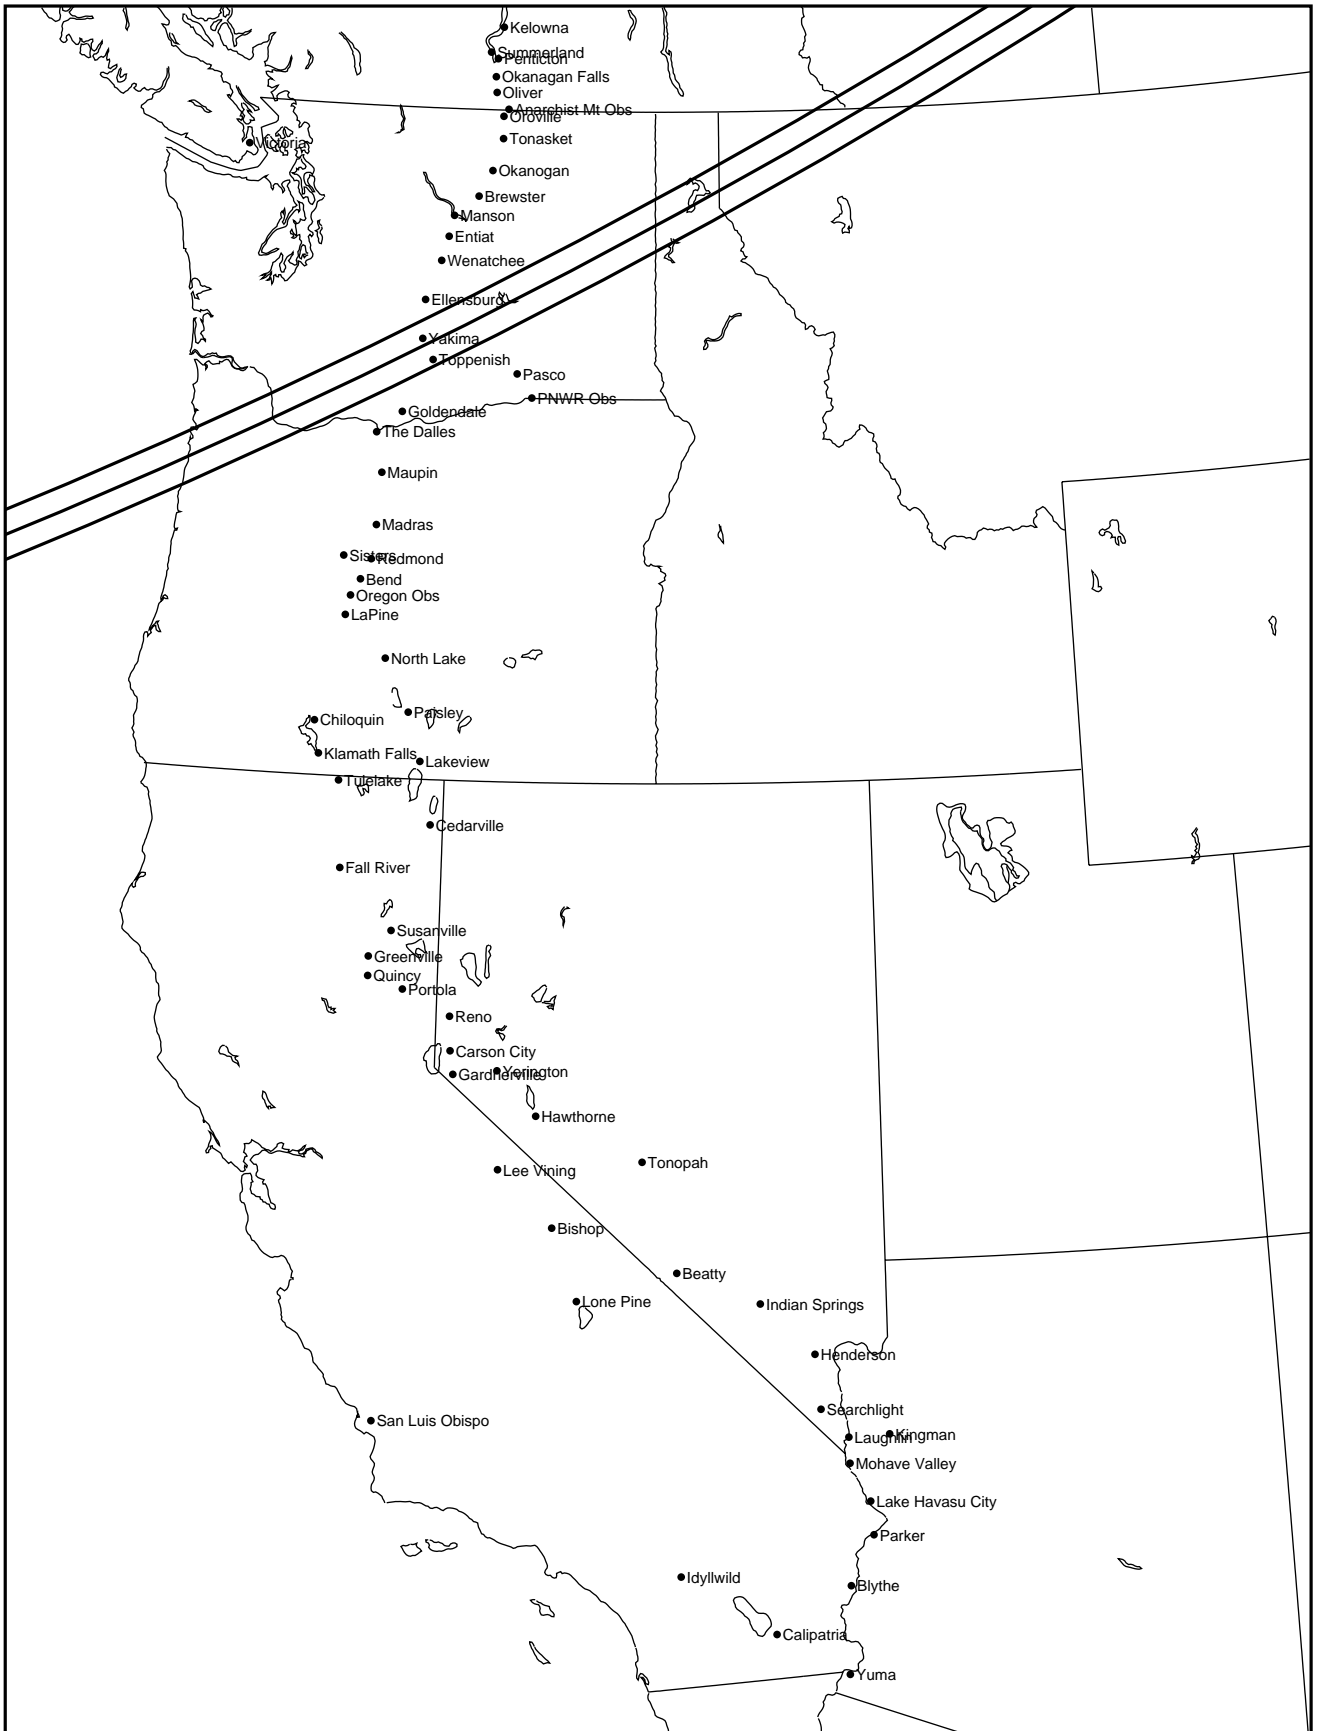 Kelowna
Summerland
Penticton
Okanagan Falls
Oliver
Anarchist Mt Obs
Oroville
Tonasket
Victoria
Okanogan
Brewster
Manson
Entiat
Wenatchee
Ellensburg
Yakima
Toppenish
Pasco
PNWR Obs
Goldendale
The Dalles
Maupin
Madras
Sisters
Redmond
Bend
Oregon Obs
LaPine
North Lake
Paisley
Chiloquin
Klamath Falls
Lakeview
Tulelake
Cedarville
Fall River
Susanville
Greenville
Quincy
Portola
Reno
Carson City
Yerington
Gardnerville
Hawthorne
Tonopah
Lee Vining
Bishop
Beatty
Lone Pine
Indian Springs
Henderson
Searchlight
San Luis Obispo
Kingman
Laughlin
Mohave Valley
Lake Havasu City
Parker
Idyllwild
Blythe
Calipatria
Yuma